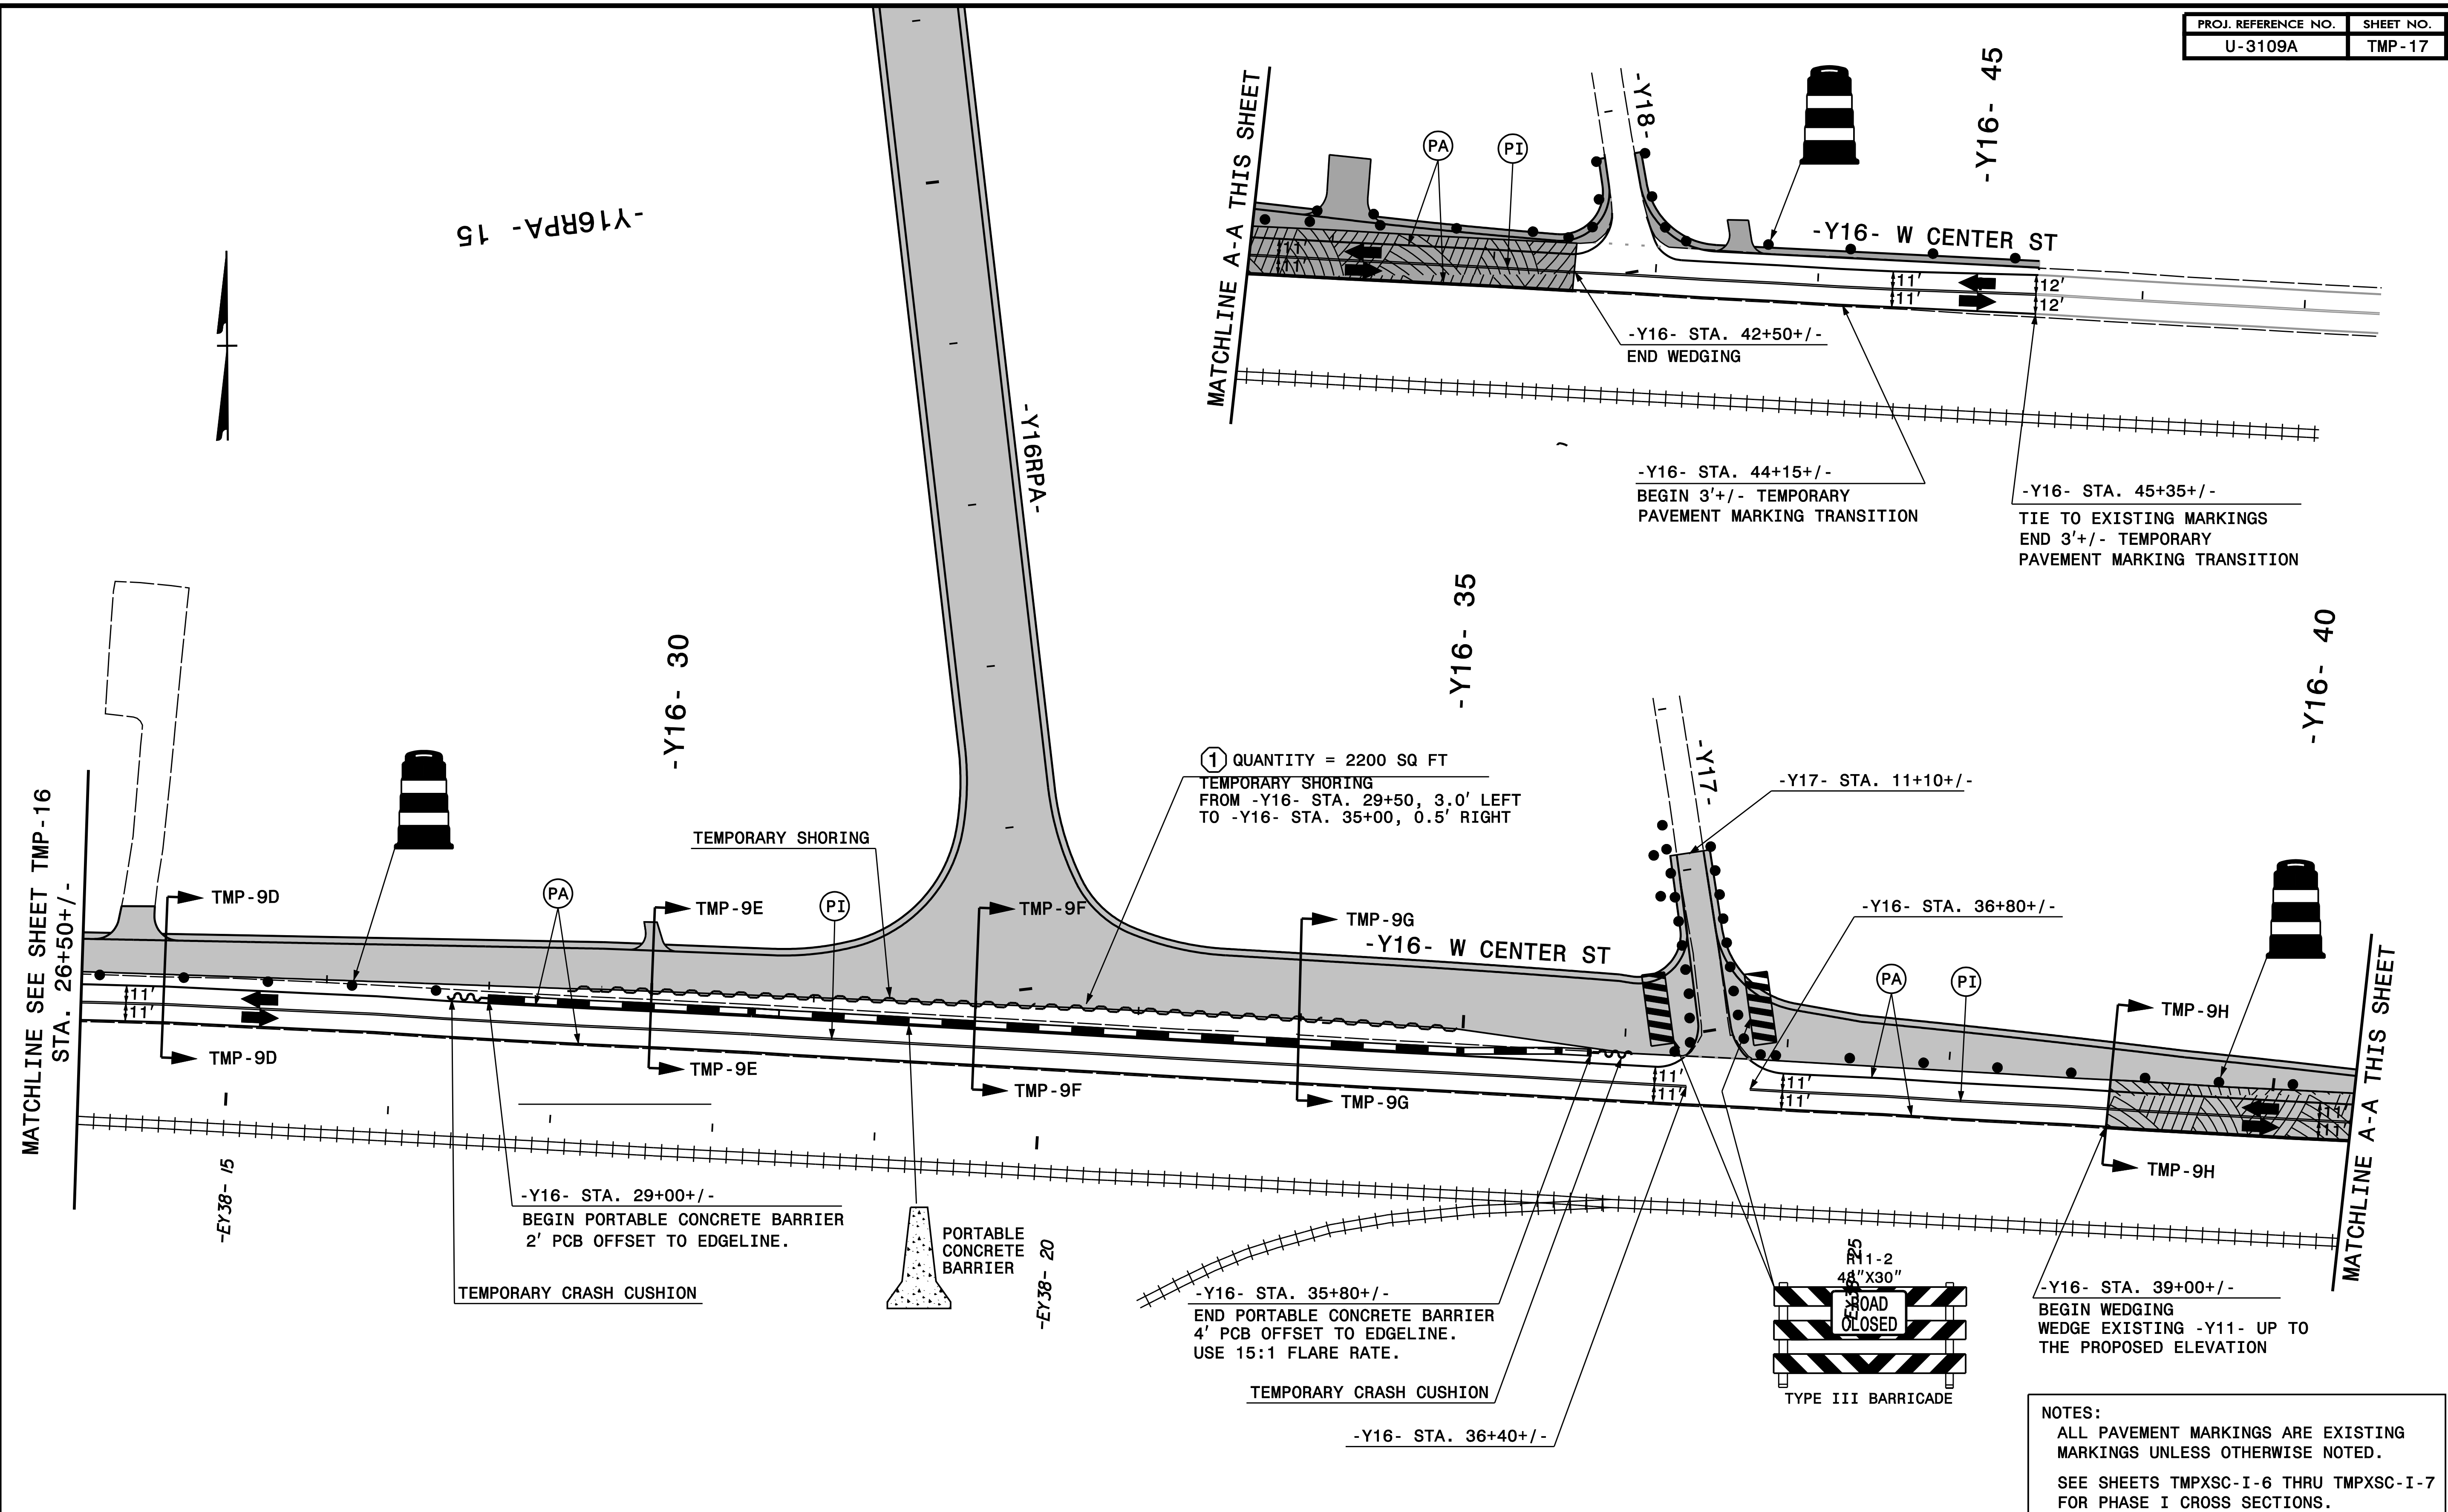 PROJ. REFERENCE NO.
SHEET NO.
U-3109A
TMP-17
MATCHLINE A-A THIS SHEET
PA
PI
-Y18-
-Y16- 45
-Y16- W CENTER ST
11'
11'
11'
11'
12'
12'
-Y16- STA. 42+50+/-
END WEDGING
-Y16- STA. 44+15+/-
BEGIN 3'+/- TEMPORARY
PAVEMENT MARKING TRANSITION
-Y16- STA. 45+35+/-
TIE TO EXISTING MARKINGS
END 3'+/- TEMPORARY
PAVEMENT MARKING TRANSITION
-Y16RPA- 15
-Y16RPA-
-Y16- 30
-Y16- 35
-Y16- 40
1 QUANTITY = 2200 SQ FT
TEMPORARY SHORING
FROM -Y16- STA. 29+50, 3.0' LEFT
TO -Y16- STA. 35+00, 0.5' RIGHT
TEMPORARY SHORING
-Y17-
-Y17- STA. 11+10+/-
-Y16- STA. 36+80+/-
MATCHLINE SEE SHEET TMP-16
STA. 26+50+/-
TMP-9D
PA
TMP-9E
PI
TMP-9F
TMP-9G
-Y16- W CENTER ST
PA
PI
TMP-9H
11'
11'
11'
11'
11'
11'
11'
11'
TMP-9D
TMP-9E
TMP-9F
TMP-9G
TMP-9H
MATCHLINE A-A THIS SHEET
-EY38- 15
-Y16- STA. 29+00+/-
BEGIN PORTABLE CONCRETE BARRIER
2' PCB OFFSET TO EDGELINE.
TEMPORARY CRASH CUSHION
PORTABLE
CONCRETE
BARRIER
-EY38- 20
-Y16- STA. 35+80+/-
END PORTABLE CONCRETE BARRIER
4' PCB OFFSET TO EDGELINE.
USE 15:1 FLARE RATE.
TEMPORARY CRASH CUSHION
-Y16- STA. 36+40+/-
-EY38- 25
R11-2
48"X30"
ROAD
CLOSED
TYPE III BARRICADE
-Y16- STA. 39+00+/-
BEGIN WEDGING
WEDGE EXISTING -Y11- UP TO
THE PROPOSED ELEVATION
NOTES:
ALL PAVEMENT MARKINGS ARE EXISTING
MARKINGS UNLESS OTHERWISE NOTED.
SEE SHEETS TMPXSC-I-6 THRU TMPXSC-I-7
FOR PHASE I CROSS SECTIONS.